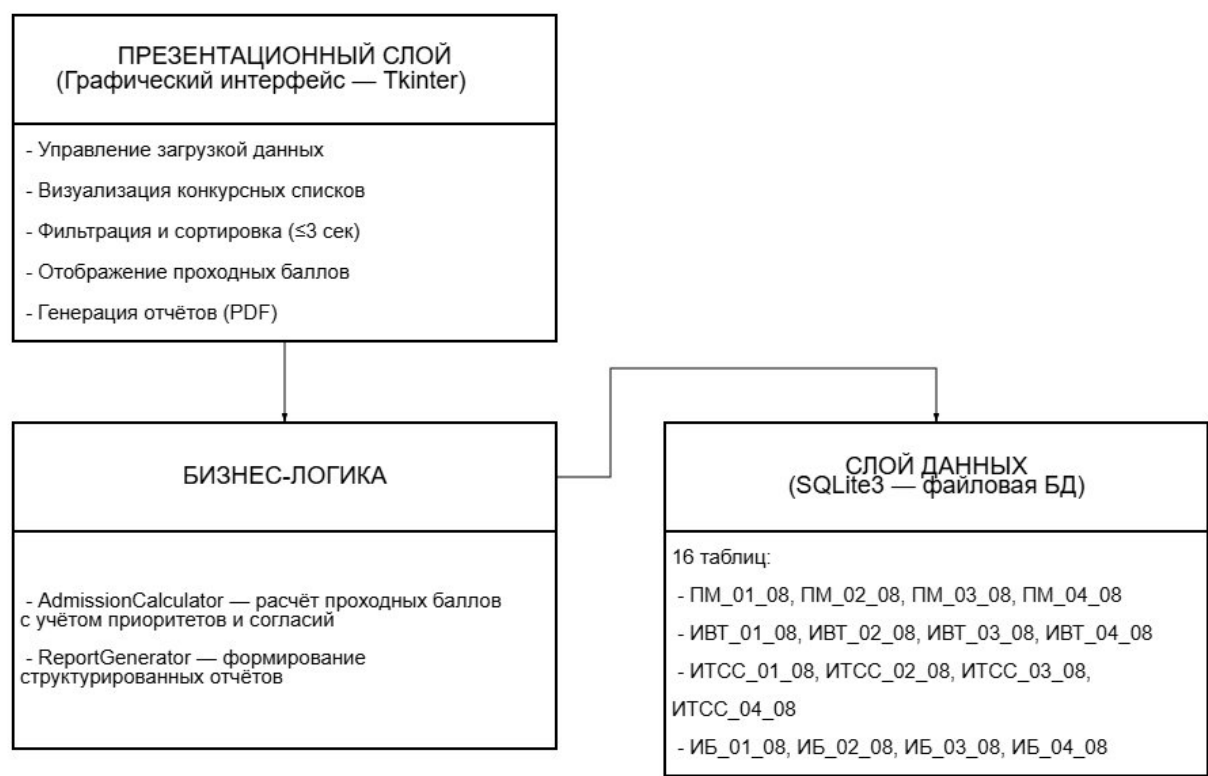 ПРЕЗЕНТАЦИОННЫЙ СЛОЙ
(Графический интерфейс — Tkinter)
- Управление загрузкой данных
- Визуализация конкурсных списков
- Фильтрация и сортировка (≤3 сек)
- Отображение проходных баллов
- Генерация отчётов (PDF)
БИЗНЕС-ЛОГИКА
- AdmissionCalculator — расчёт проходных баллов
с учётом приоритетов и согласий
- ReportGenerator — формирование
структурированных отчётов
СЛОЙ ДАННЫХ
(SQLite3 — файловая БД)
16 таблиц:
- ПМ_01_08, ПМ_02_08, ПМ_03_08, ПМ_04_08
- ИВТ_01_08, ИВТ_02_08, ИВТ_03_08, ИВТ_04_08
- ИТСС_01_08, ИТСС_02_08, ИТСС_03_08,
ИТСС_04_08
- ИБ_01_08, ИБ_02_08, ИБ_03_08, ИБ_04_08